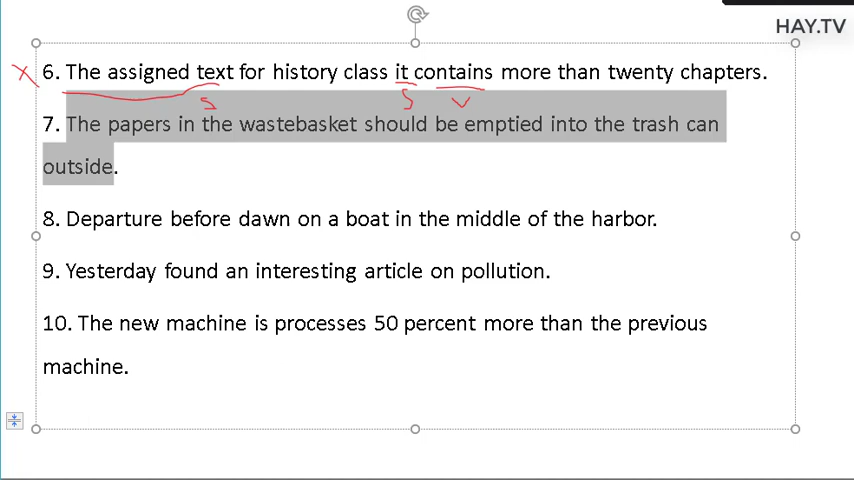 HAY.TV
X 6. The assigned text for history class it contains more than twenty chapters.
S S V
7. The papers in the wastebasket should be emptied into the trash can
outside.
8. Departure before dawn on a boat in the middle of the harbor.
9. Yesterday found an interesting article on pollution.
10. The new machine is processes 50 percent more than the previous
machine.